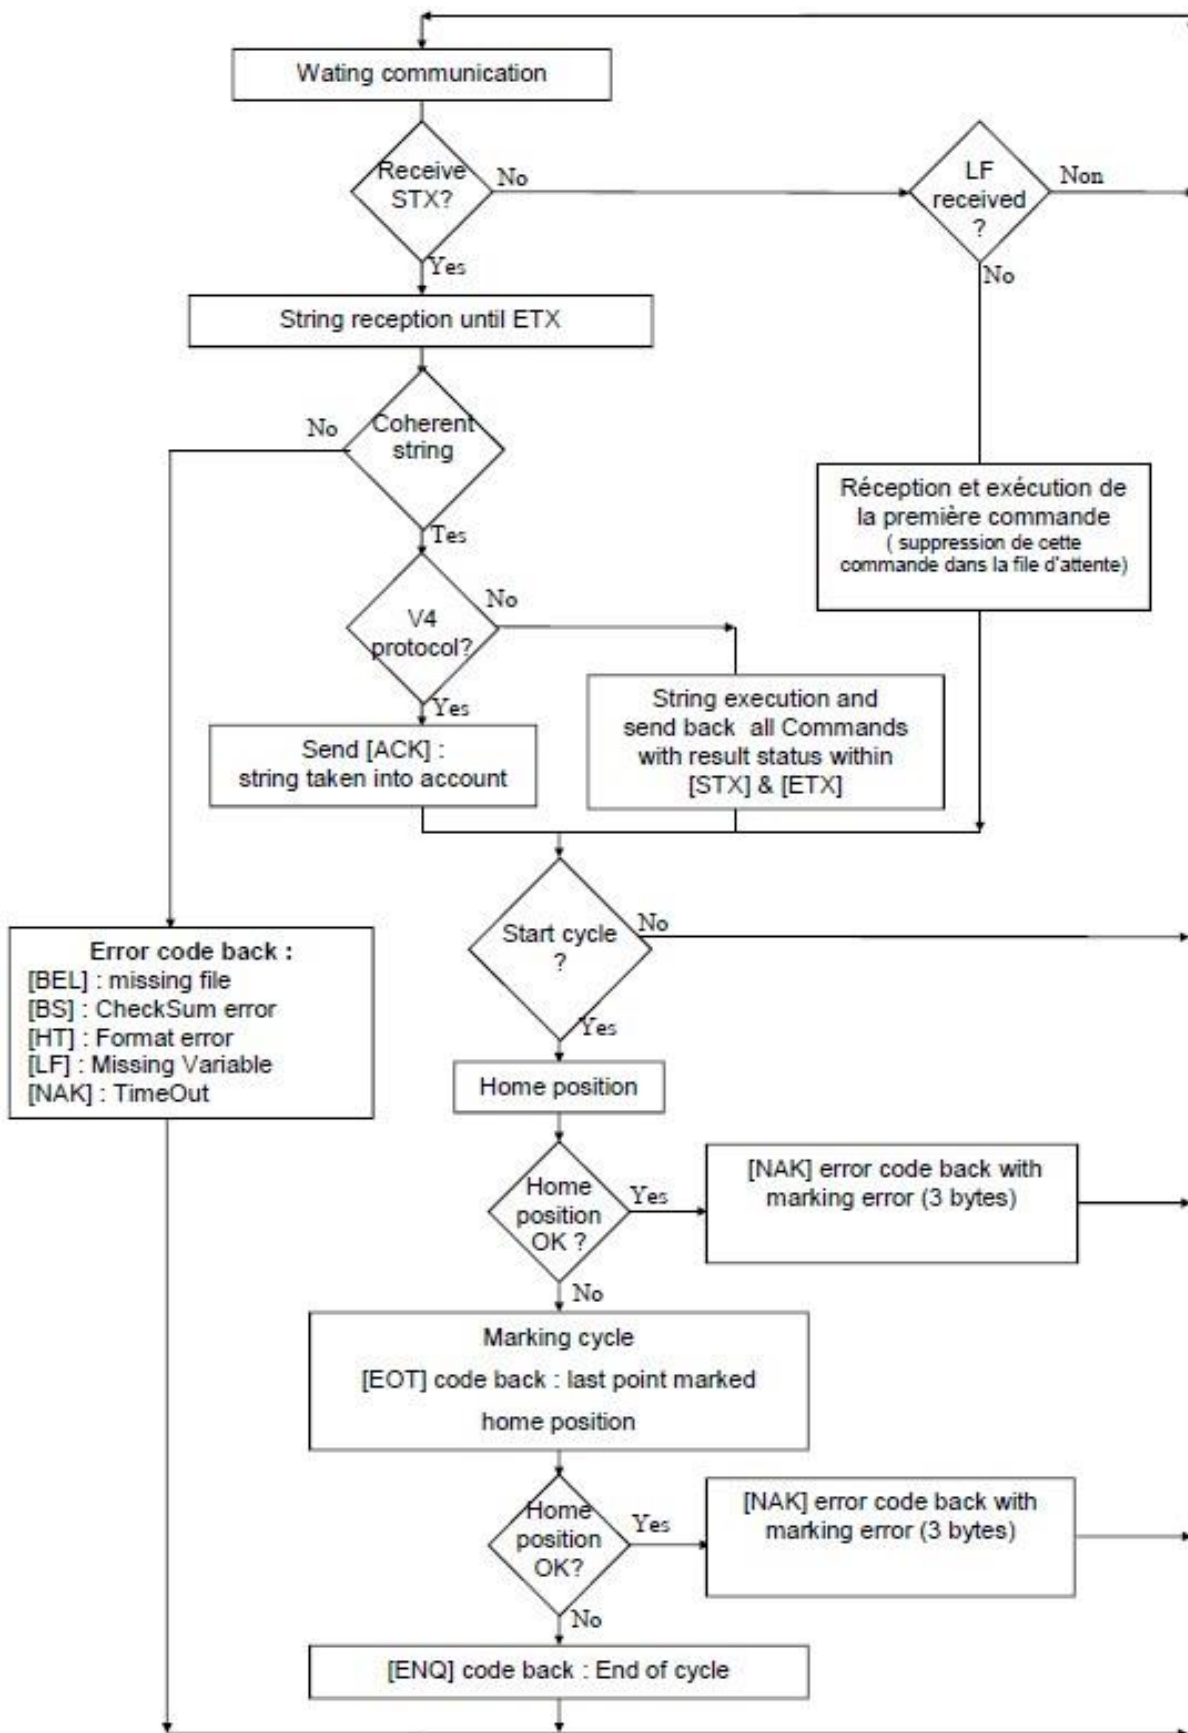 Wating communication
Receive
STX?
No
LF
received
?
Non
Yes
No
String reception until ETX
Coherent
string
No
Tes
Réception et exécution de
la première commande
( suppression de cette
commande dans la file d'attente)
V4
protocol?
No
Yes
Send [ACK] :
string taken into account
String execution and
send back all Commands
with result status within
[STX] & [ETX]
Start cycle
?
No
Yes
Error code back :
[BEL] : missing file
[BS] : CheckSum error
[HT] : Format error
[LF] : Missing Variable
[NAK] : TimeOut
Home position
Home
position
OK ?
Yes
[NAK] error code back with
marking error (3 bytes)
No
Marking cycle
[EOT] code back : last point marked
home position
Home
position
OK?
Yes
[NAK] error code back with
marking error (3 bytes)
No
[ENQ] code back : End of cycle